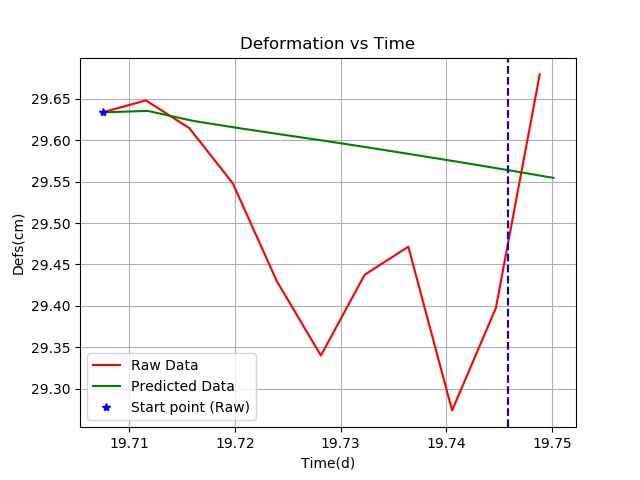 Deformation vs Time
Defs(cm)
29.65
29.60
29.55
29.50
29.45
29.40
29.35
29.30
Raw Data
Predicted Data
Start point (Raw)
19.71 19.72 19.73 19.74 19.75
Time(d)